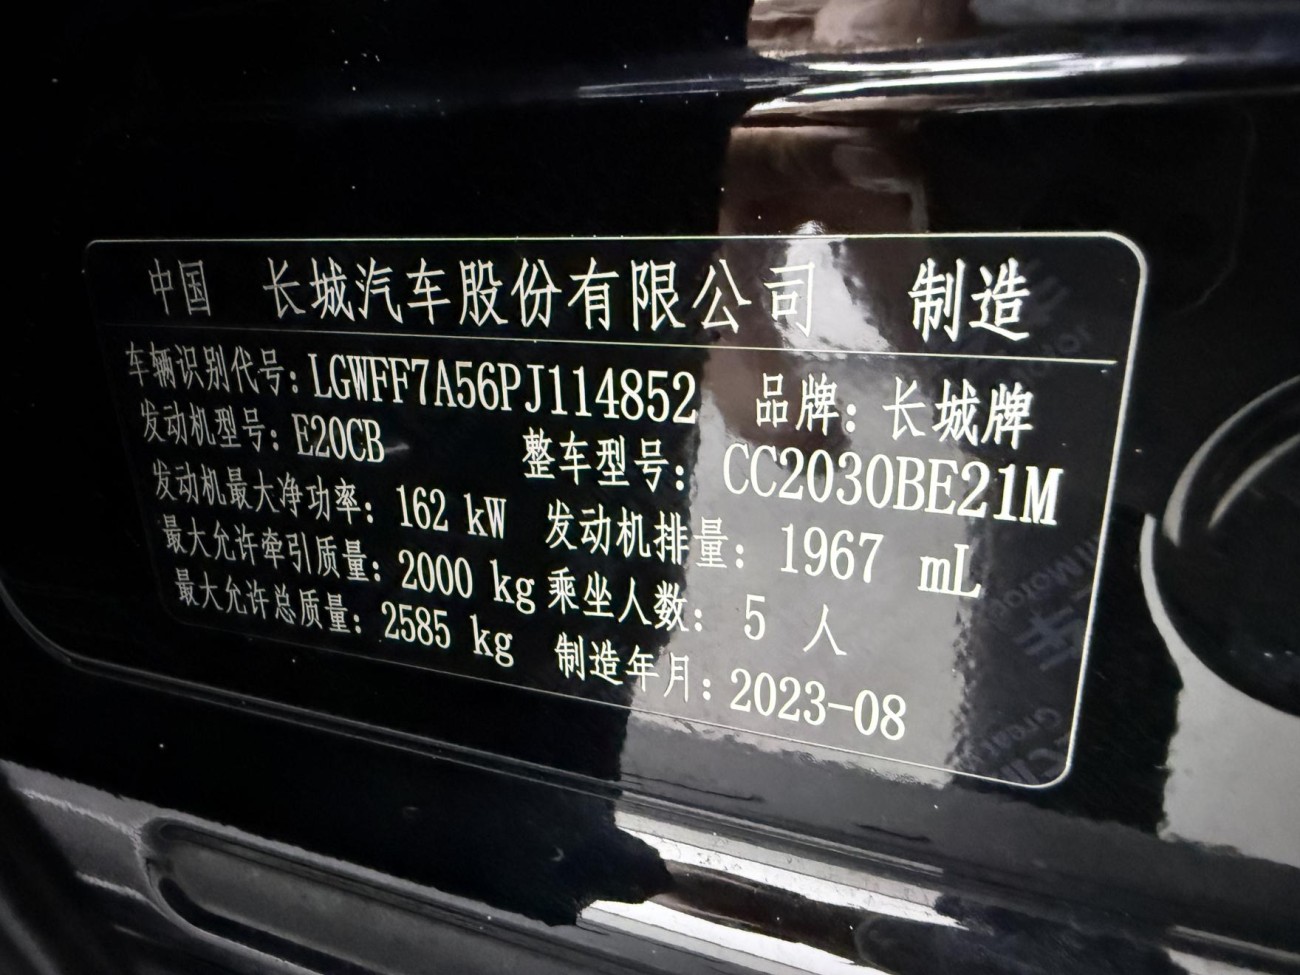 中国 长城汽车股份有限公司 制造
车辆识别代号：LGWFF7A56PJ114852 品牌：长城牌
发动机型号：E20CB 整车型号：CC2030BE21M
发动机最大净功率：162 kW 发动机排量：1967 mL
最大允许牵引质量：2000 kg 乘坐人数：5 人
最大允许总质量：2585 kg 制造年月：2023-08